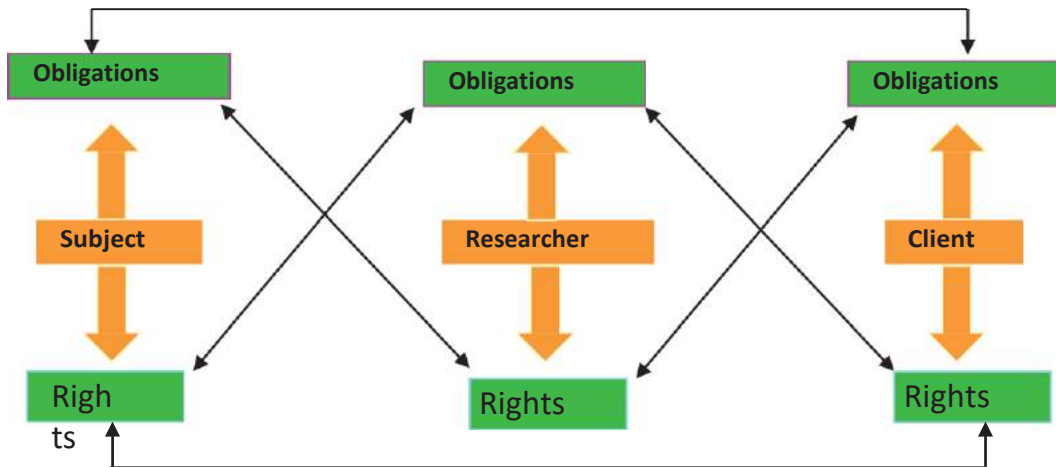 Obligations
Obligations
Obligations
Subject
Researcher
Client
Righ
ts
Rights
Rights